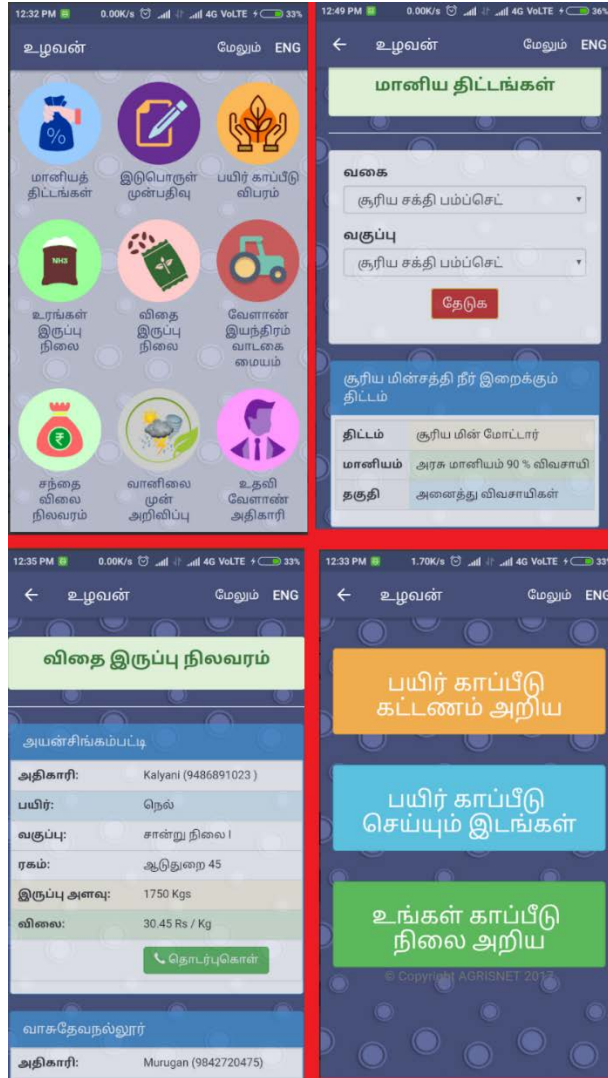 12:32 PM 0.00K/s 4G VoLTE 33%
உழவன் மேலும் ENG
%
மானியத் திட்டங்கள்
இடுபொருள் முன்பதிவு
பயிர் காப்பீடு விபரம்
NH3
உரங்கள் இருப்பு நிலை
விதை இருப்பு நிலை
வேளாண் இயந்திரம் வாடகை மையம்
₹
சந்தை விலை நிலவரம்
வானிலை முன் அறிவிப்பு
உதவி வேளாண் அதிகாரி
12:49 PM 0.00K/s 4G VoLTE 36%
உழவன் மேலும் ENG
மானிய திட்டங்கள்
வகை
சூரிய சக்தி பம்ப்செட்
வகுப்பு
சூரிய சக்தி பம்ப்செட்
தேடுக
சூரிய மின்சத்தி நீர் இறைக்கும்
திட்டம்
திட்டம் சூரிய மின் மோட்டார்
மானியம் அரசு மானியம் 90 % விவசாயி
தகுதி அனைத்து விவசாயிகள்
12:35 PM 0.00K/s 4G VoLTE 33%
உழவன் மேலும் ENG
விதை இருப்பு நிலவரம்
அயன்சிங்கம்பட்டி
அதிகாரி: Kalyani (9486891023 )
பயிர்: நெல்
வகுப்பு: சான்று நிலை I
ரகம்: ஆடுதுறை 45
இருப்பு அளவு: 1750 Kgs
விலை: 30.45 Rs / Kg
தொடர்புகொள்
வாசுதேவநல்லூர்
அதிகாரி: Murugan (9842720475)
12:33 PM 1.70K/s 4G VoLTE 33%
உழவன் மேலும் ENG
பயிர் காப்பீடு
கட்டணம் அறிய
பயிர் காப்பீடு
செய்யும் இடங்கள்
உங்கள் காப்பீடு
நிலை அறிய
© Copyright AGRISNET 2017